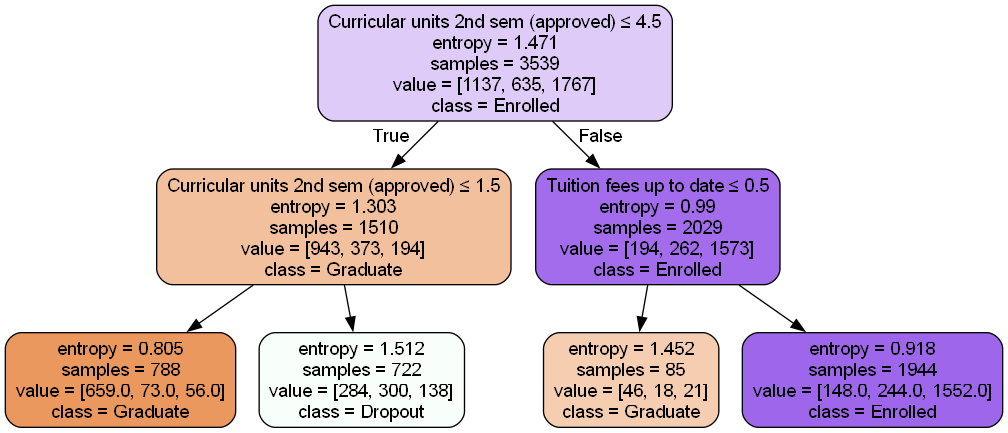 Curricular units 2nd sem (approved) ≤ 4.5
entropy = 1.471
samples = 3539
value = [1137, 635, 1767]
class = Enrolled
True
False
Curricular units 2nd sem (approved) ≤ 1.5
entropy = 1.303
samples = 1510
value = [943, 373, 194]
class = Graduate
Tuition fees up to date ≤ 0.5
entropy = 0.99
samples = 2029
value = [194, 262, 1573]
class = Enrolled
entropy = 0.805
samples = 788
value = [659.0, 73.0, 56.0]
class = Graduate
entropy = 1.512
samples = 722
value = [284, 300, 138]
class = Dropout
entropy = 1.452
samples = 85
value = [46, 18, 21]
class = Graduate
entropy = 0.918
samples = 1944
value = [148.0, 244.0, 1552.0]
class = Enrolled